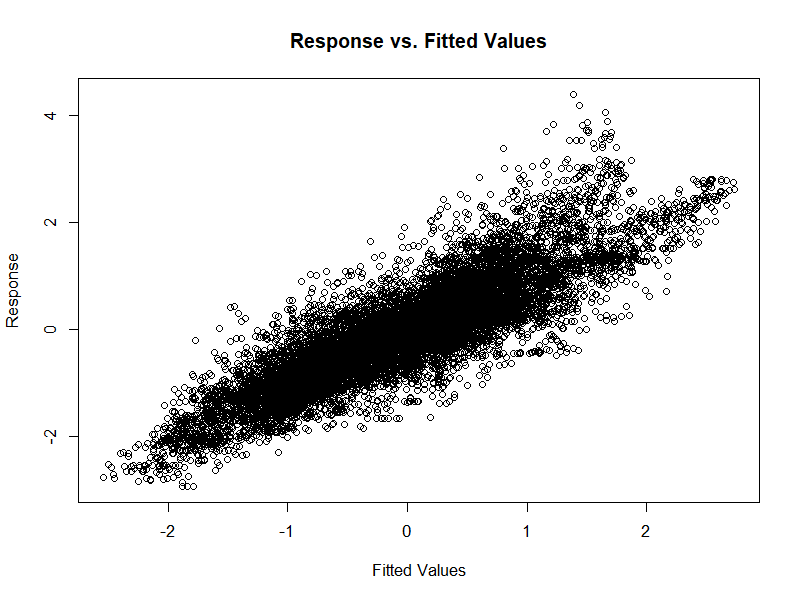 Response vs. Fitted Values
4
2
0
-2
Response
-2 -1 0 1 2
Fitted Values